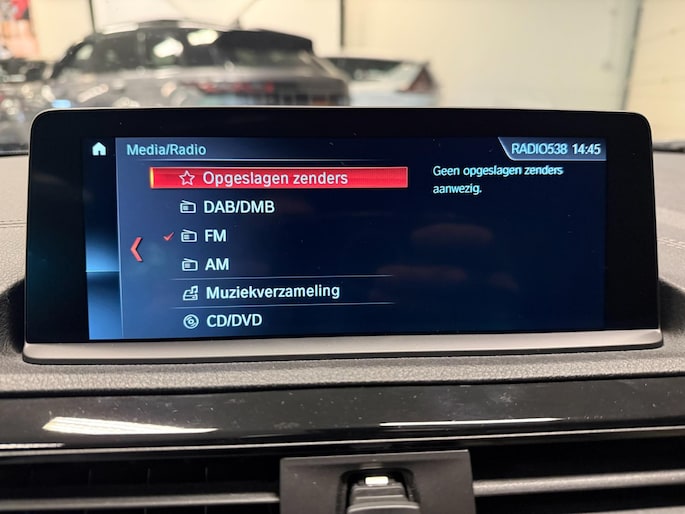 Media/Radio
RADIO538 14:45
Opgeslagen zenders
DAB/DMB
FM
AM
Muziekverzameling
CD/DVD
Geen opgeslagen zenders
aanwezig.